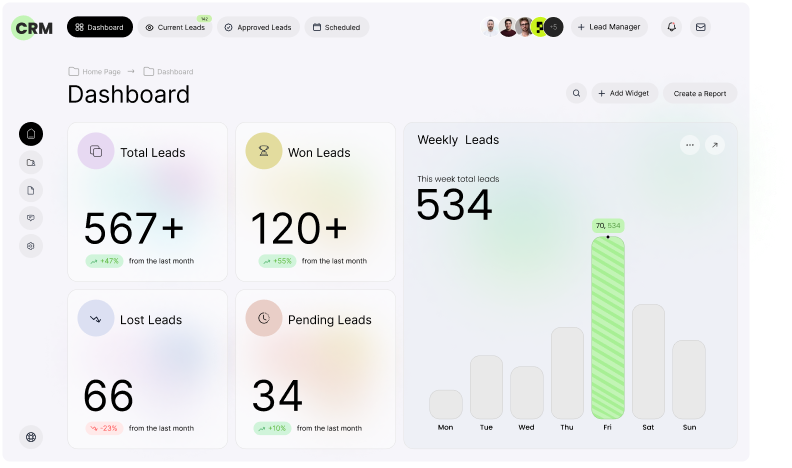 CRM
Dashboard
Current Leads
142
Approved Leads
Scheduled
+5
+ Lead Manager
Home Page → Dashboard
Dashboard
+ Add Widget
Create a Report
Total Leads
567+
+47% from the last month
Won Leads
120+
+55% from the last month
Lost Leads
66
-23% from the last month
Pending Leads
34
+10% from the last month
Weekly Leads
This week total leads
534
70, 534
Mon Tue Wed Thu Fri Sat Sun